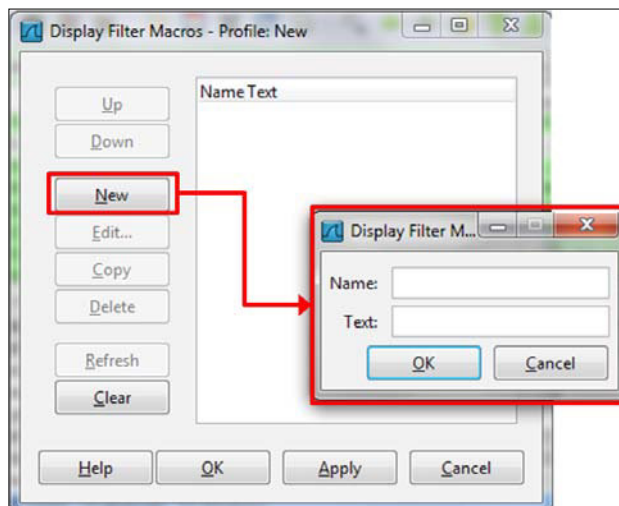 Display Filter Macros - Profile: New
Name Text
Up
Down
New
Edit...
Copy
Delete
Refresh
Clear
Help OK Apply Cancel
Display Filter M...
Name:
Text:
OK Cancel